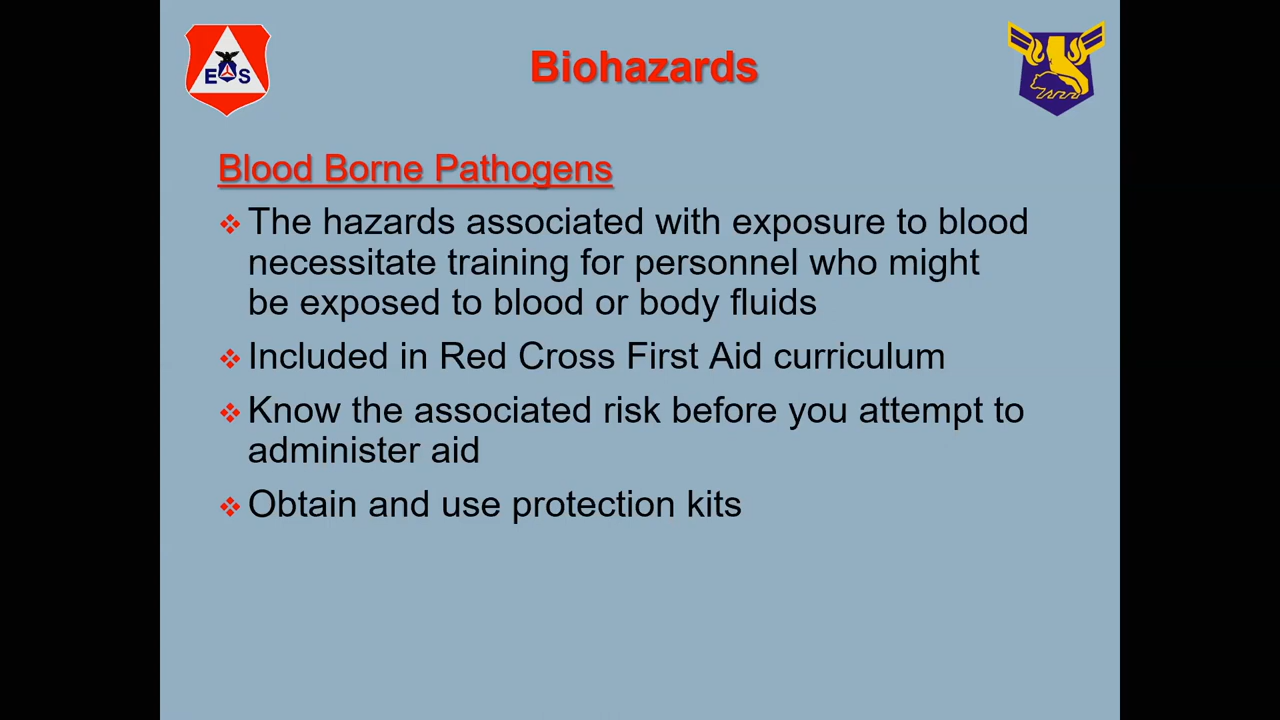 Biohazards
E S
Blood Borne Pathogens
The hazards associated with exposure to blood
necessitate training for personnel who might
be exposed to blood or body fluids
Included in Red Cross First Aid curriculum
Know the associated risk before you attempt to
administer aid
Obtain and use protection kits